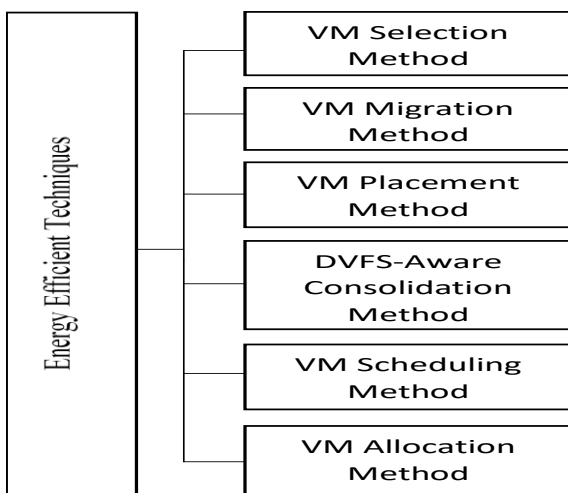 Energy Efficient Techniques
VM Selection
Method
VM Migration
Method
VM Placement
Method
DVFS-Aware
Consolidation
Method
VM Scheduling
Method
VM Allocation
Method